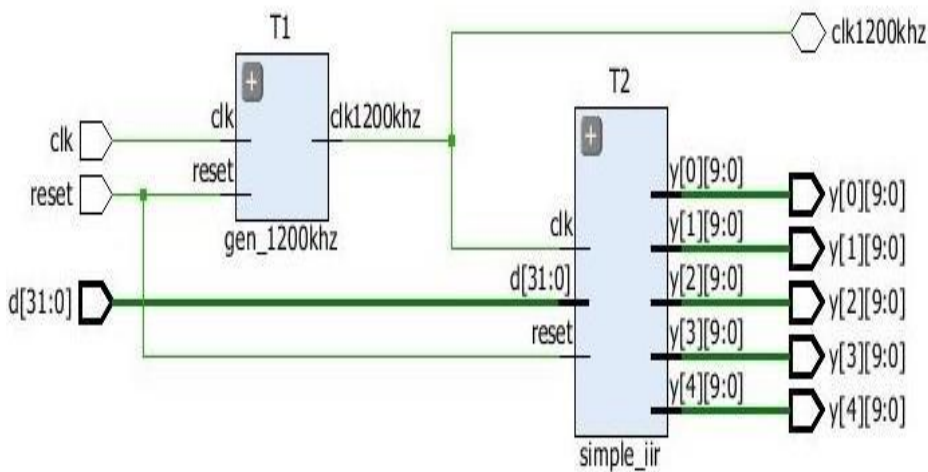 T1
clk1200khz
clk
clk
clk1200khz
reset
reset
gen_1200khz
T2
clk
d[31:0]
d[31:0]
reset
y[0][9:0]
y[0][9:0]
y[1][9:0]
y[1][9:0]
y[2][9:0]
y[2][9:0]
y[3][9:0]
y[3][9:0]
y[4][9:0]
y[4][9:0]
simple_iir